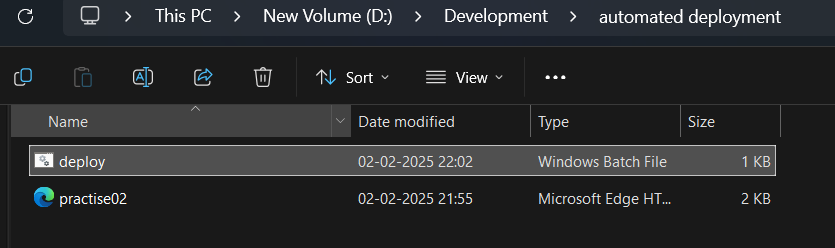 This PC > New Volume (D:) > Development > automated deployment
Sort View
Name Date modified Type Size
deploy 02-02-2025 22:02 Windows Batch File 1 KB
practise02 02-02-2025 21:55 Microsoft Edge HT... 2 KB